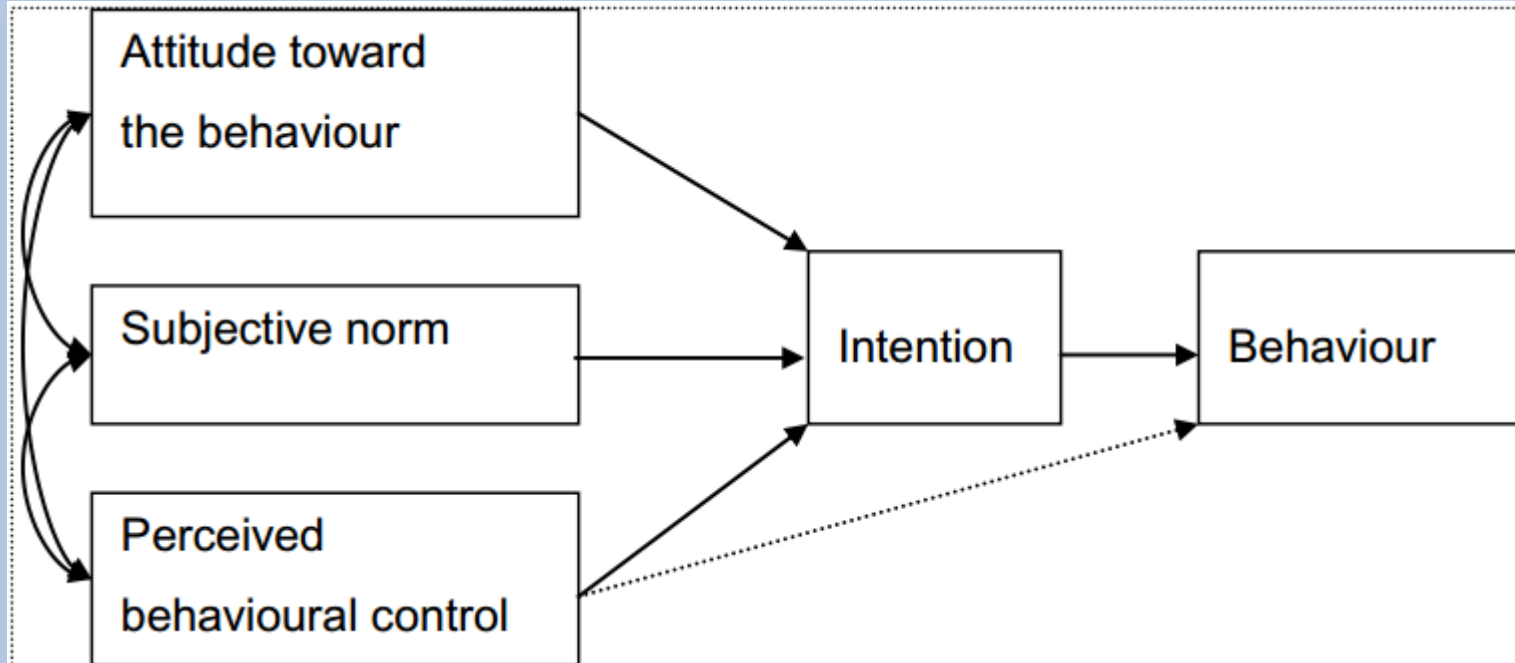 Attitude toward
the behaviour
Subjective norm
Intention
Behaviour
Perceived
behavioural control